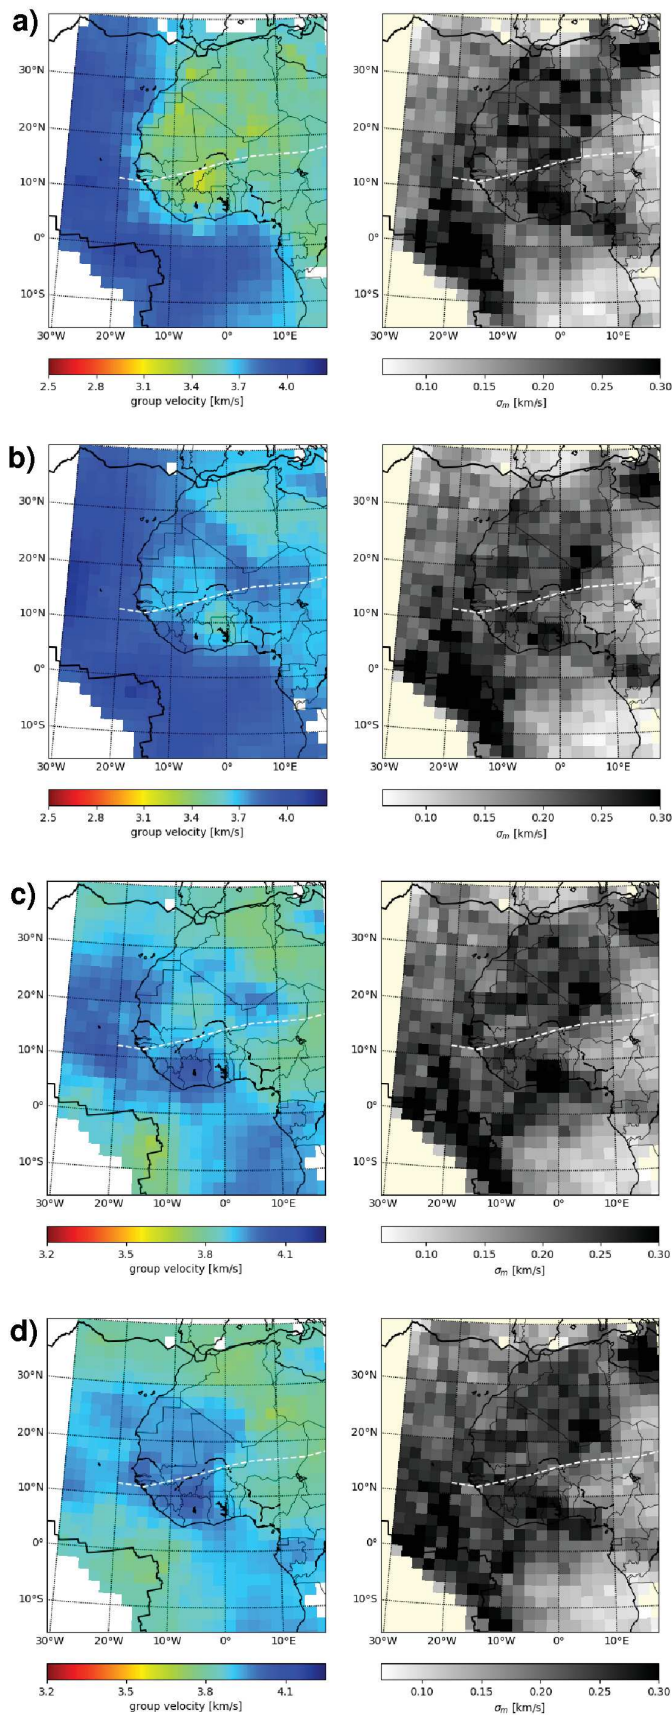 a)
30°N 30°N
20°N 20°N
10°N 10°N
0° 0°
10°S 10°S
30°W 20°W 10°W 0° 10°E 30°W 20°W 10°W 0° 10°E
2.5 2.8 3.1 3.4 3.7 4.0 0.10 0.15 0.20 0.25 0.30
group velocity [km/s] σm [km/s]
b)
30°N 30°N
20°N 20°N
10°N 10°N
0° 0°
10°S 10°S
30°W 20°W 10°W 0° 10°E 30°W 20°W 10°W 0° 10°E
2.5 2.8 3.1 3.4 3.7 4.0 0.10 0.15 0.20 0.25 0.30
group velocity [km/s] σm [km/s]
c)
30°N 30°N
20°N 20°N
10°N 10°N
0° 0°
10°S 10°S
30°W 20°W 10°W 0° 10°E 30°W 20°W 10°W 0° 10°E
3.2 3.5 3.8 4.1 0.10 0.15 0.20 0.25 0.30
group velocity [km/s] σm [km/s]
d)
30°N 30°N
20°N 20°N
10°N 10°N
0° 0°
10°S 10°S
30°W 20°W 10°W 0° 10°E 30°W 20°W 10°W 0° 10°E
3.2 3.5 3.8 4.1 0.10 0.15 0.20 0.25 0.30
group velocity [km/s] σm [km/s]